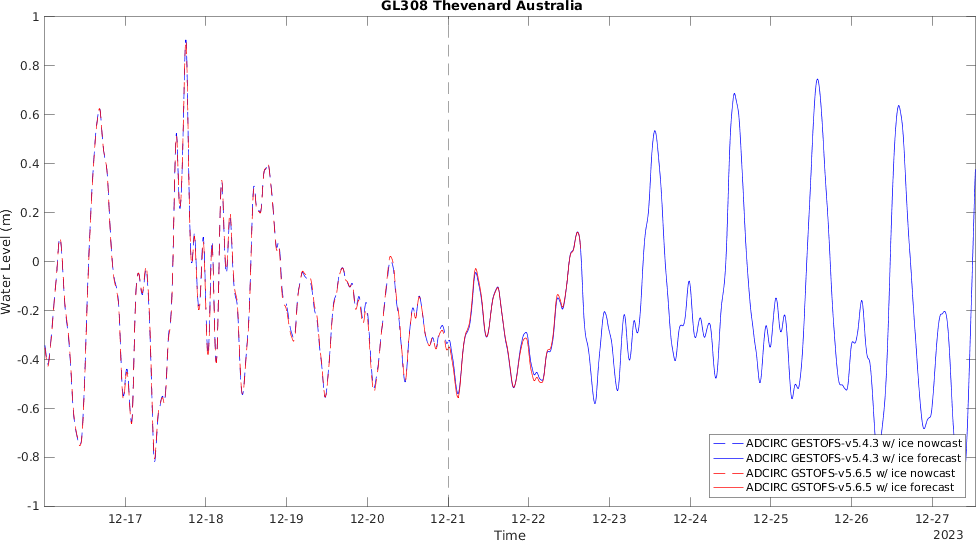 GL308 Thevenard Australia
1
0.8
0.6
0.4
0.2
0
-0.2
-0.4
-0.6
-0.8
-1
Water Level (m)
12-17 12-18 12-19 12-20 12-21 12-22 12-23 12-24 12-25 12-26 12-27
Time
2023
ADCIRC GESTOFS-v5.4.3 w/ ice nowcast
ADCIRC GESTOFS-v5.4.3 w/ ice forecast
ADCIRC GSTOFS-v5.6.5 w/ ice nowcast
ADCIRC GSTOFS-v5.6.5 w/ ice forecast